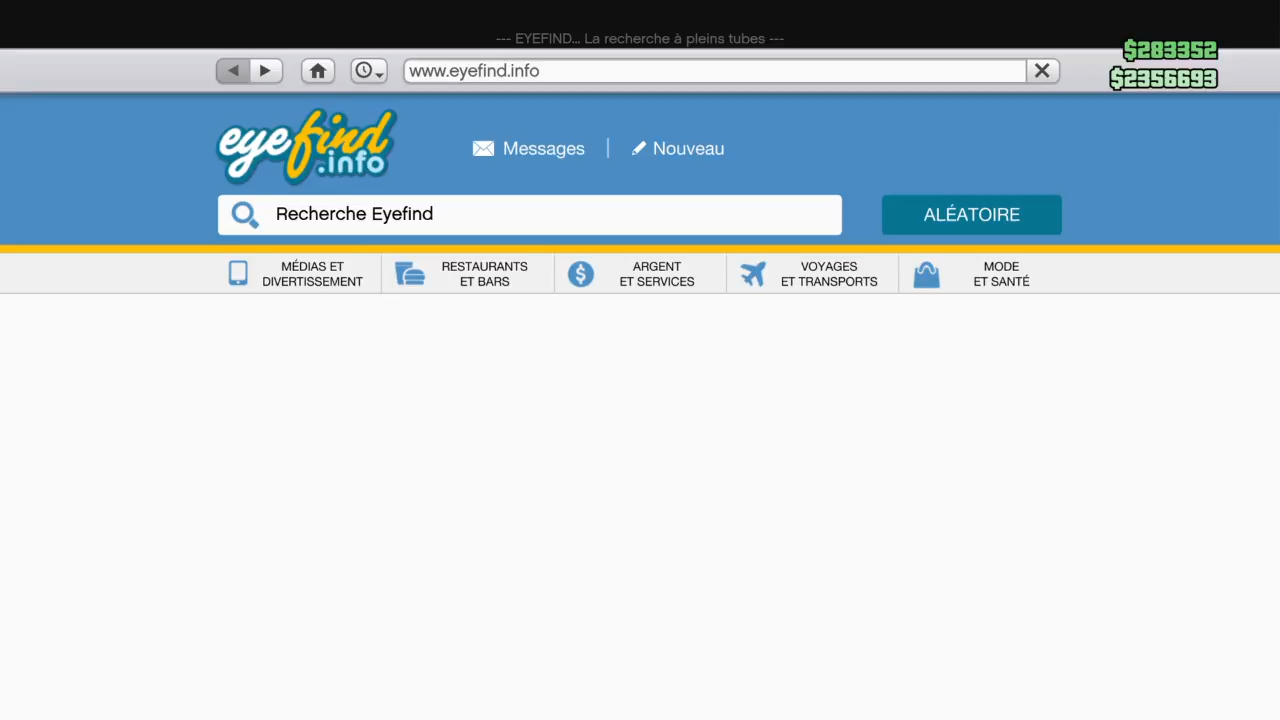 --- EYEFIND... La recherche à pleins tubes ---
$283352
www.eyefind.info
$2356693
eyefind
.info
Messages | Nouveau
Recherche Eyefind
ALÉATOIRE
MÉDIAS ET
DIVERTISSEMENT
RESTAURANTS
ET BARS
ARGENT
ET SERVICES
VOYAGES
ET TRANSPORTS
MODE
ET SANTÉ